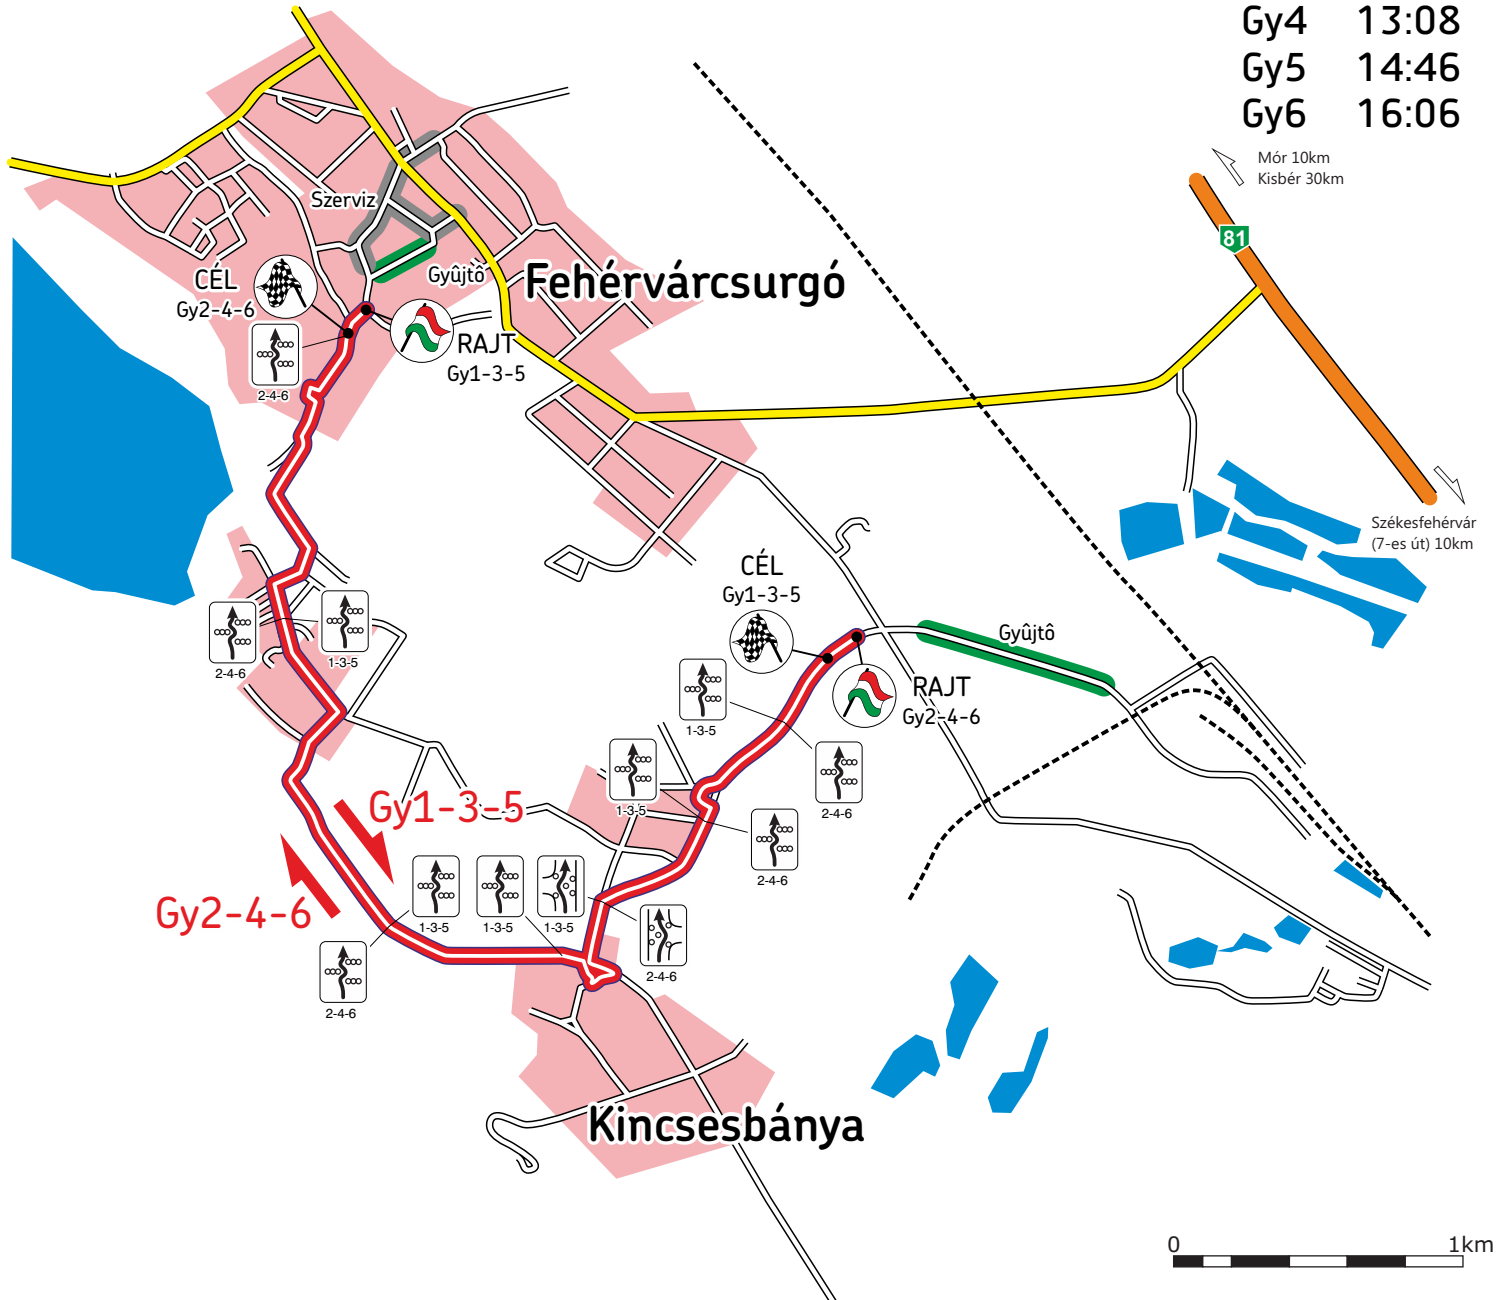 Gy4 13:08
Gy5 14:46
Gy6 16:06
Mór 10km
Kisbér 30km
81
Szerviz
CÉL
Gy2-4-6
Gyûjtô
Fehérvárcsurgó
RAJT
Gy1-3-5
2-4-6
Székesfehérvár
(7-es út) 10km
CÉL
Gy1-3-5
Gyûjtô
2-4-6
1-3-5
RAJT
Gy2-4-6
1-3-5
1-3-5
2-4-6
2-4-6
Gy1-3-5
Gy2-4-6
1-3-5
1-3-5
1-3-5
2-4-6
2-4-6
Kincsesbánya
0 1km